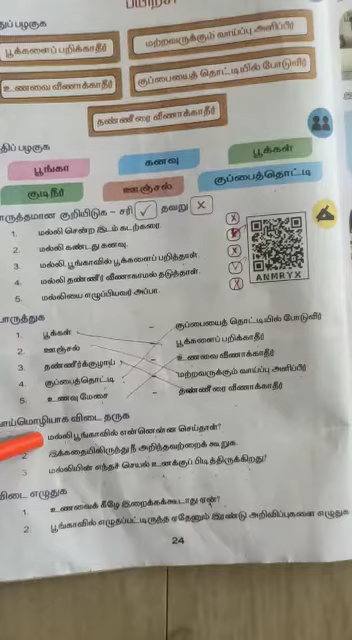 பயிற்சி
துப் பழகுக
பூக்களைப் பறிக்காதீர்
மற்றவருக்கும் வாய்ப்பு அளிப்பீர்
உணவை வீணாக்காதீர்
குப்பையைத் தொட்டியில் போடுவீர்
தண்ணீரை வீணாக்காதீர்
திப் பழகுக
பூங்கா
கனவு
பூக்கள்
குடிநீர்
ஊஞ்சல்
குப்பைத்தொட்டி
ாருத்தமான குறியிடுக – சரி ✓ தவறு X
1. மல்லி சென்ற இடம் கடற்கரை.
2. மல்லி கண்டது கனவு.
3. மல்லி, பூங்காவில் பூக்களைப் பறித்தாள்.
4. மல்லி தண்ணீர் வீணாகாமல் தடுத்தாள்.
5. மல்லியை எழுப்பியவர் அப்பா.
ANMRYX
பாருத்துக
1. பூக்கள் – குப்பையைத் தொட்டியில் போடுவீர்
2. ஊஞ்சல் – பூக்களைப் பறிக்காதீர்
3. தண்ணீர்க்குழாய் – உணவை வீணாக்காதீர்
4. குப்பைத்தொட்டி – மற்றவருக்கும் வாய்ப்பு அளிப்பீர்
5. உணவு மேசை – தண்ணீரை வீணாக்காதீர்
வாய்மொழியாக விடை தருக
மல்லி பூங்காவில் என்னென்ன செய்தாள்?
2. இக்கதையிலிருந்து நீ அறிந்தவற்றைக் கூறுக.
3. மல்லியின் எந்தச் செயல் உனக்குப் பிடித்திருக்கிறது?
விடை எழுதுக
1. உணவைக் கீழே இறைக்கக்கூடாது ஏன்?
2. பூங்காவில் எழுதப்பட்டிருந்த ஏதேனும் இரண்டு அறிவிப்புகளை எழுதுக
24